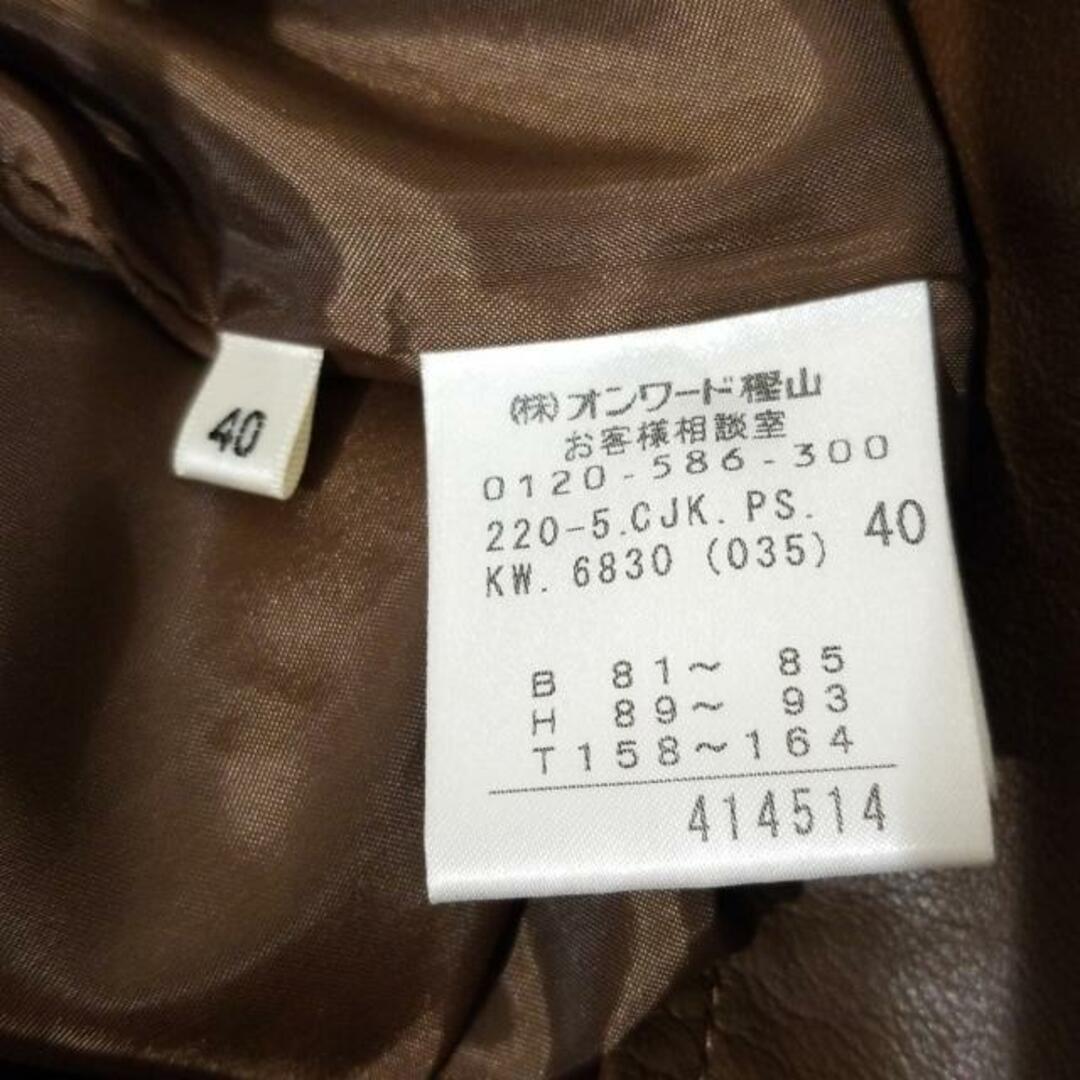 40
(株)オンワード樫山
お客様相談室
0120-586-300
220-5.CJK.PS.
KW. 6830 (035) 40
B 81~ 85
H 89~ 93
T158~164
414514